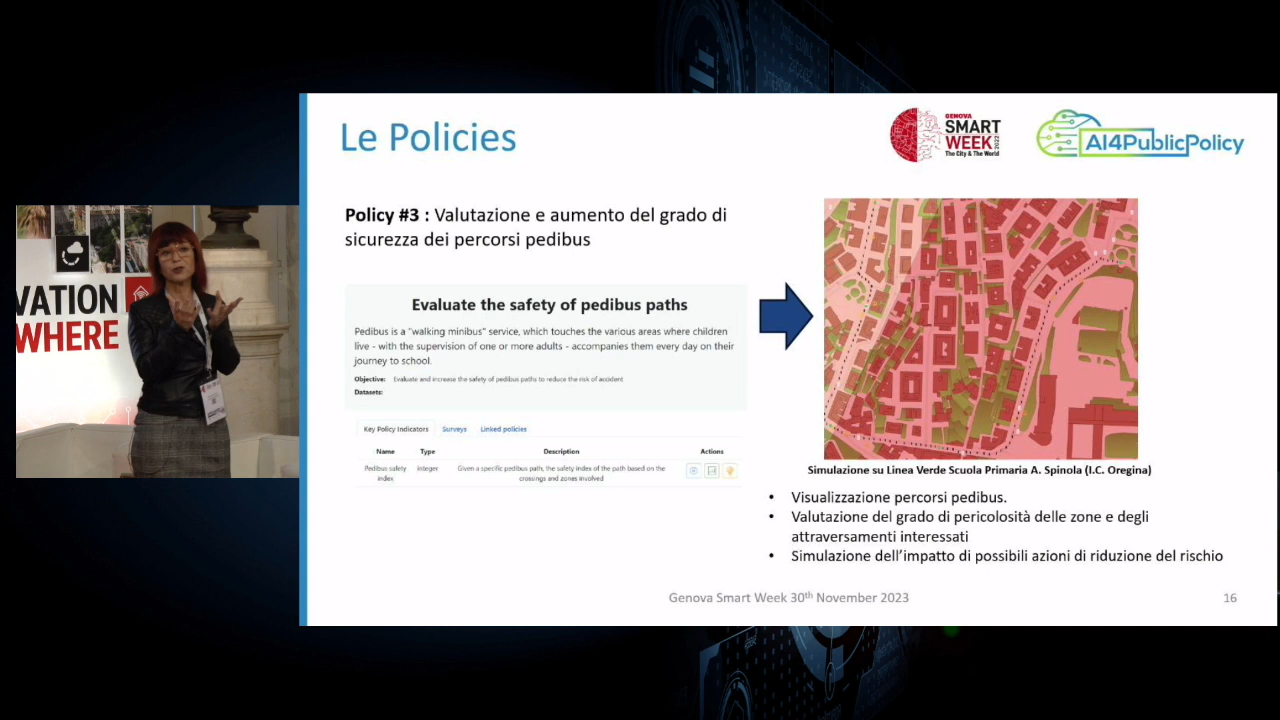 VATION
WHERE
Le Policies
GENOVA
SMART
WEEK
The City & The World
AI4PublicPolicy
Policy #3 : Valutazione e aumento del grado di
sicurezza dei percorsi pedibus
Evaluate the safety of pedibus paths
Pedibus is a "walking minibus" service, which touches the various areas where children
live - with the supervision of one or more adults - accompanies them every day on their
journey to school.
Objective: Evaluate and increase the safety of pedibus paths to reduce the risk of accident
Datasets:
Key Policy Indicators Surveys Linked policies
Name Type Description Actions
Pedibus safety index integer Given a specific pedibus path, the safety index of the path based on the crossings and zones involved
Simulazione su Linea Verde Scuola Primaria A. Spinola (I.C. Oregina)
• Visualizzazione percorsi pedibus.
• Valutazione del grado di pericolosità delle zone e degli
attraversamenti interessati
• Simulazione dell'impatto di possibili azioni di riduzione del rischio
Genova Smart Week 30th November 2023
16